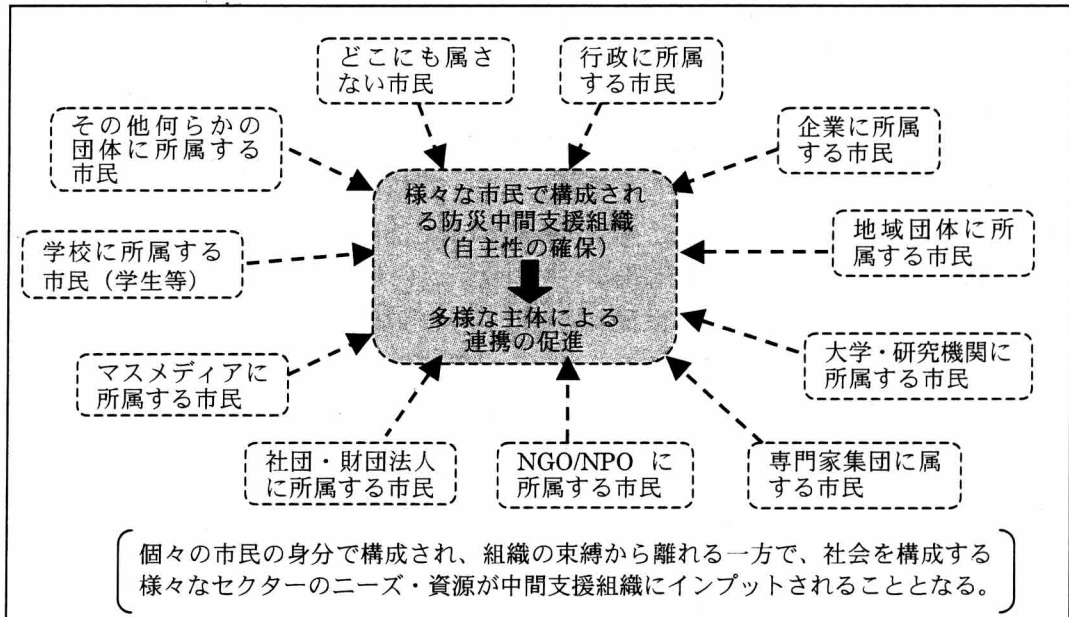 どこにも属さ
ない市民
行政に所属
する市民
その他何らかの
団体に所属する
市民
企業に所属
する市民
様々な市民で構成され
る防災中間支援組織
（自主性の確保）
多様な主体による
連携の促進
学校に所属する
市民（学生等）
地域団体に所
属する市民
マスメディアに
所属する市民
大学・研究機関に
所属する市民
社団・財団法人
に所属する市民
NGO/NPO に
所属する市民
専門家集団に属
する市民
個々の市民の身分で構成され、組織の束縛から離れる一方で、社会を構成する
様々なセクターのニーズ・資源が中間支援組織にインプットされることとなる。